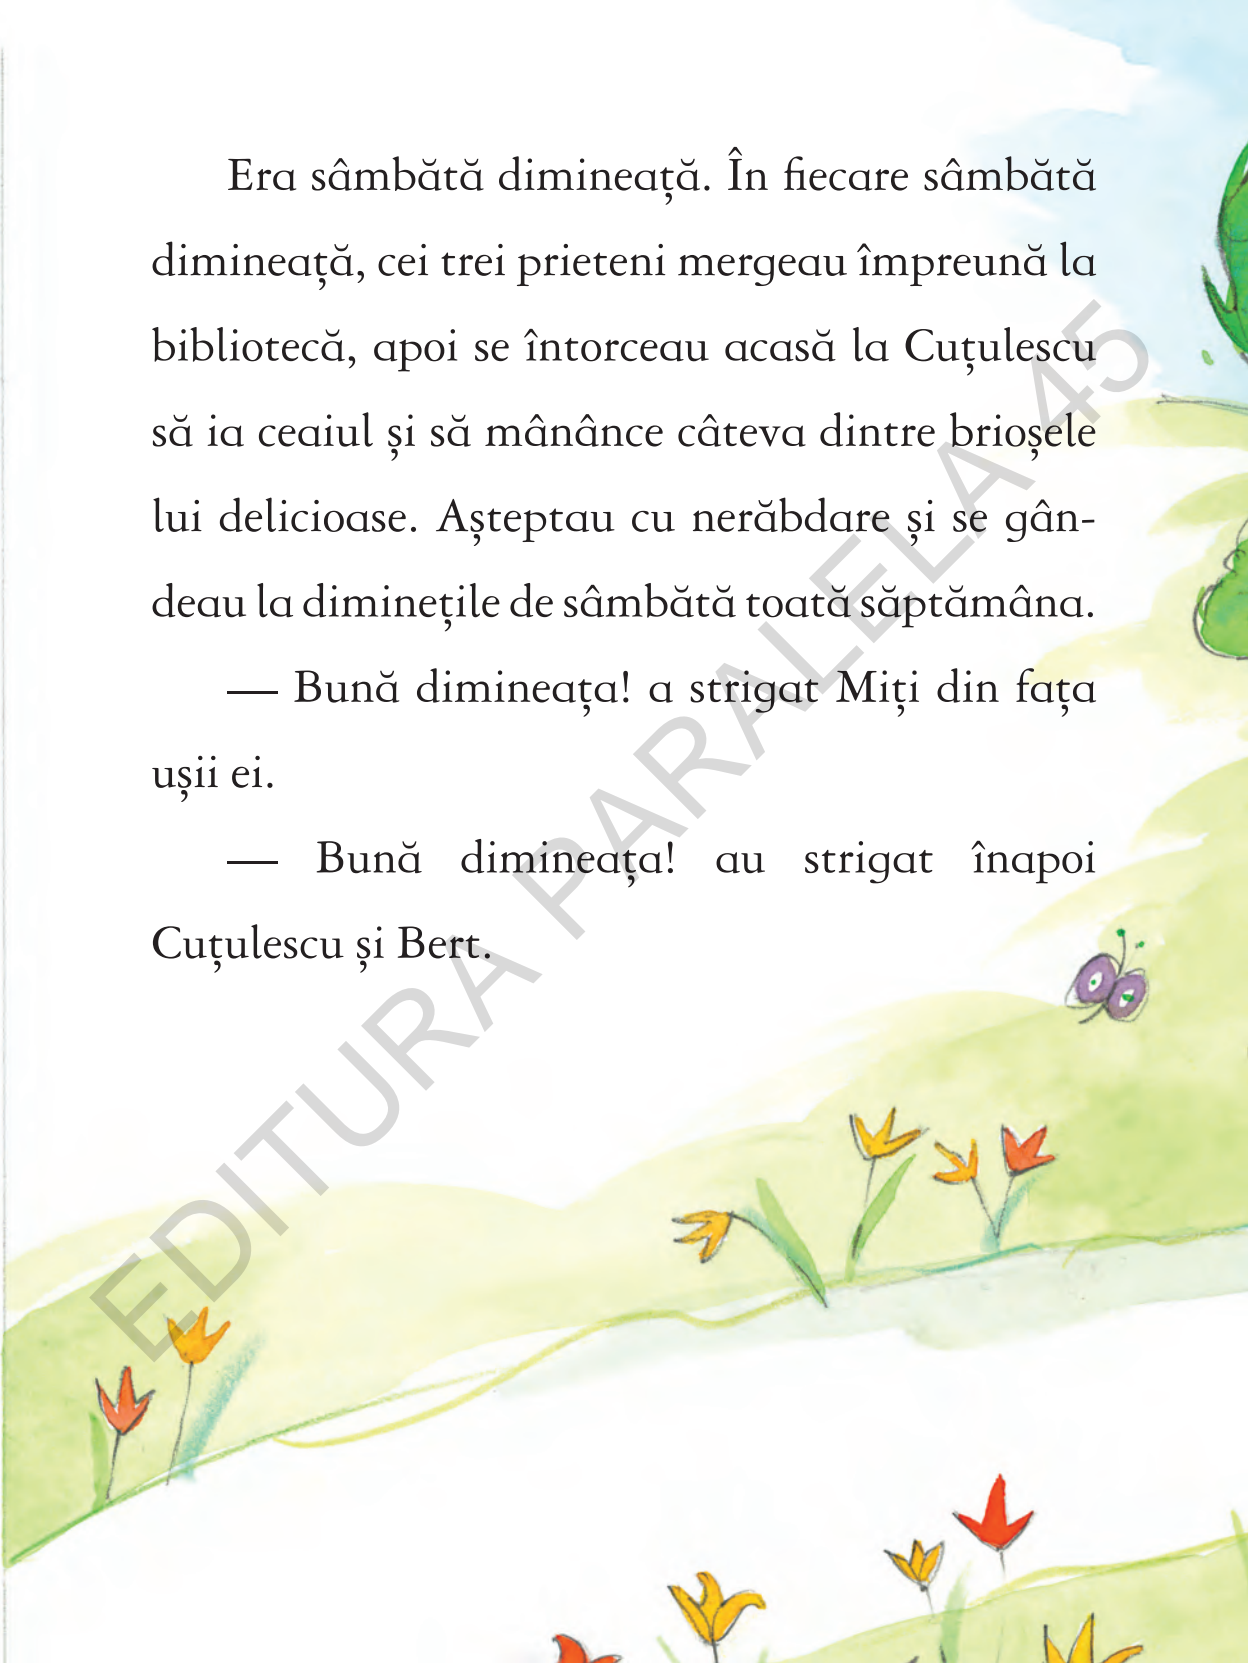 Era sâmbătă dimineață. În fiecare sâmbătă
dimineață, cei trei prieteni mergeau împreună la
bibliotecă, apoi se întorceau acasă la Cuțulescu
să ia ceaiul și să mânânce câteva dintre brioșele
lui delicioase. Așteptau cu nerăbdare și se gân-
deau la diminețile de sâmbătă toată săptămâna.
— Bună dimineața! a strigat Miți din fața
ușii ei.
— Bună dimineața! au strigat înapoi
Cuțulescu și Bert.
EDITURA PARALELA 45